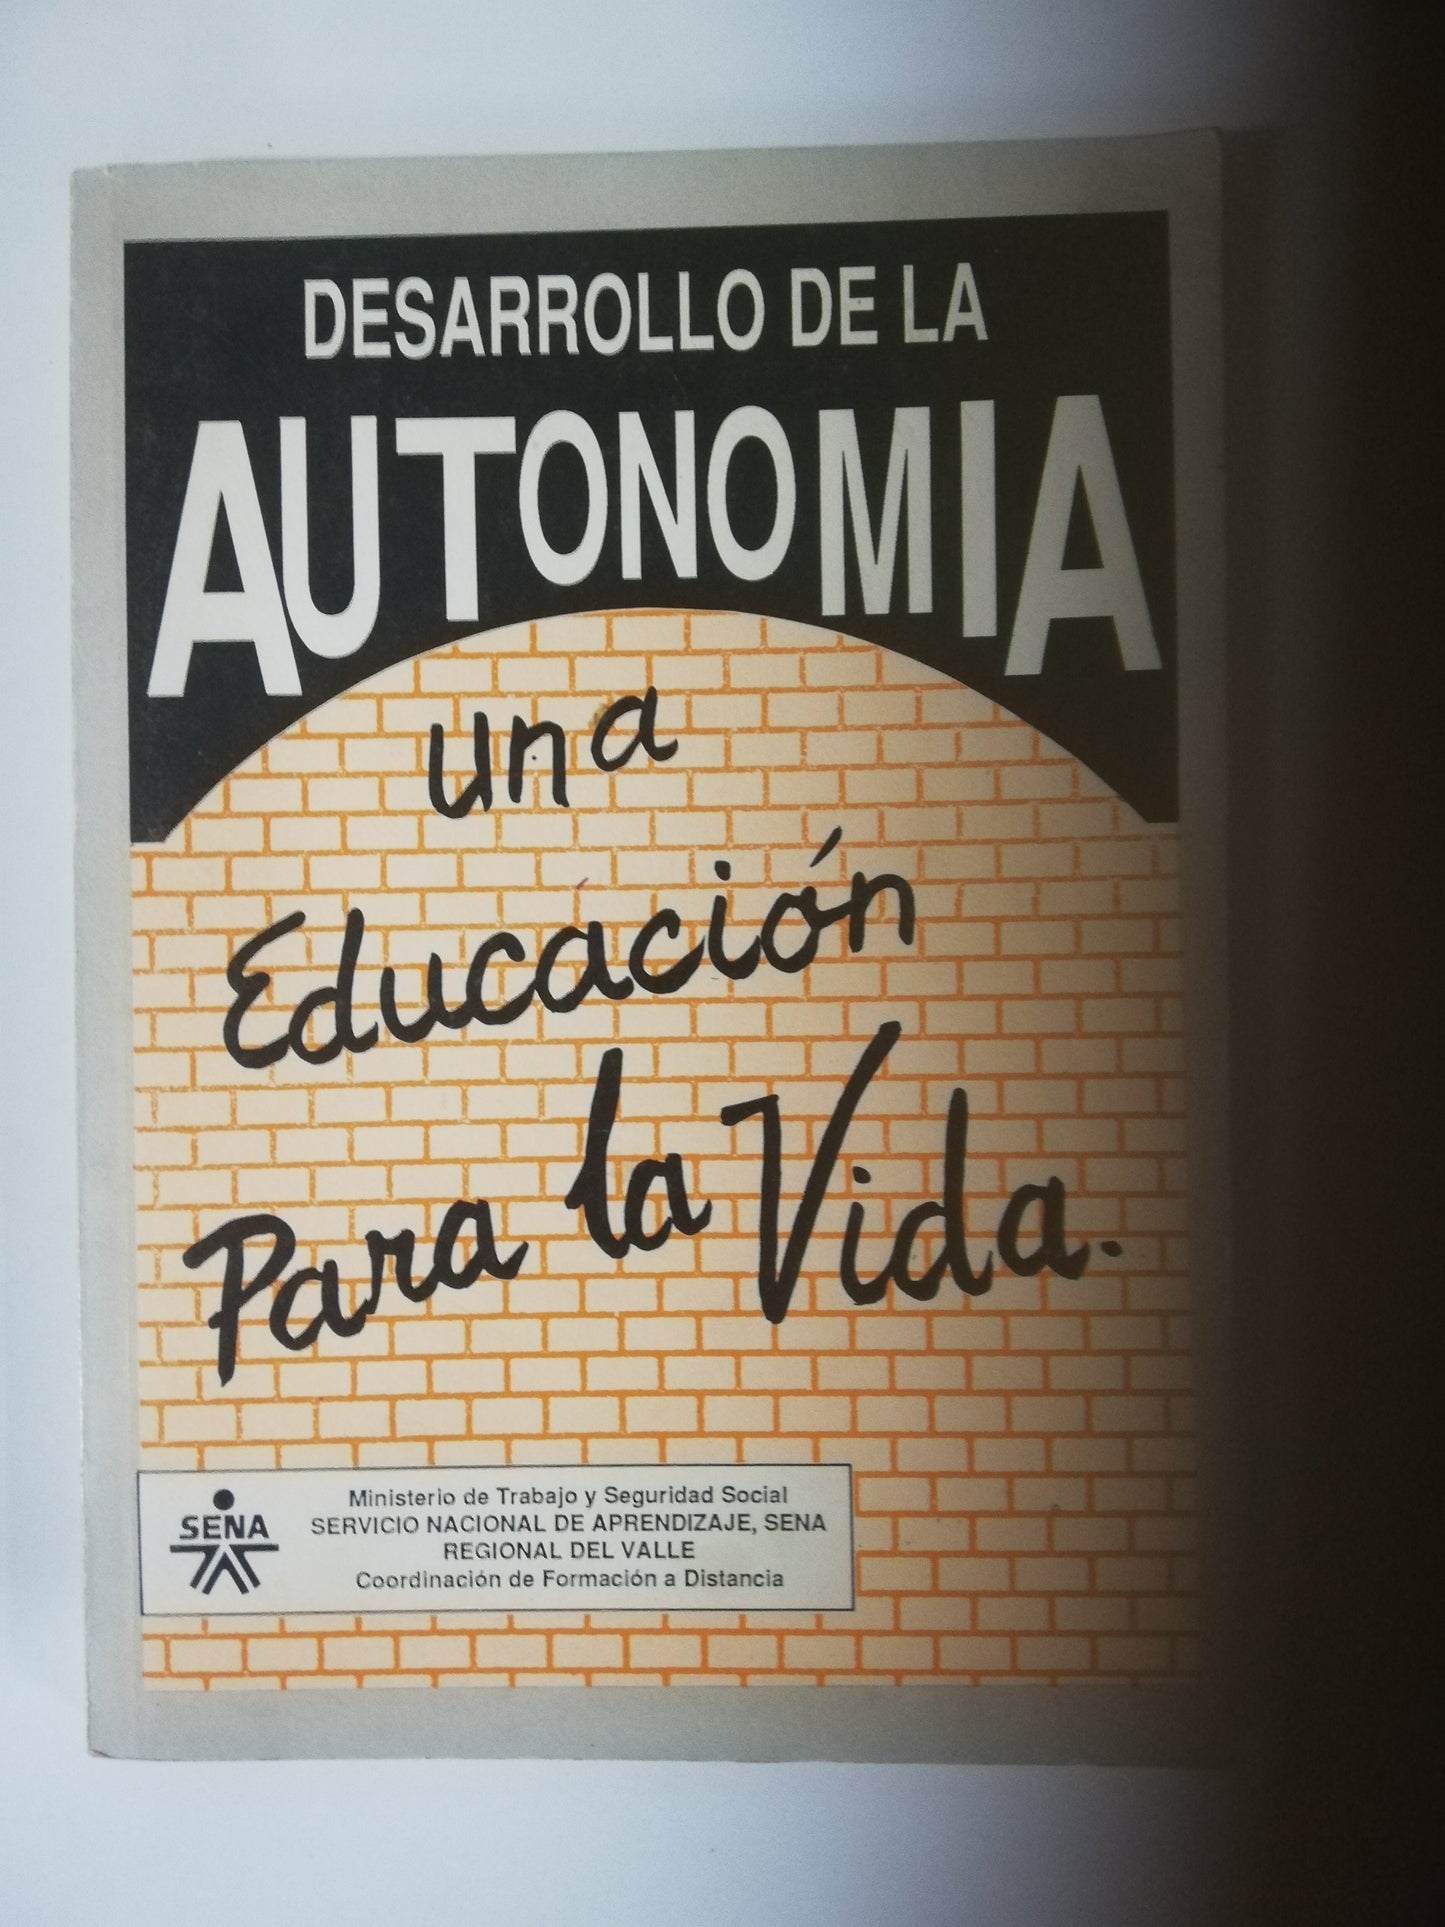 DESARROLLO DE LA
AUTONOMIA
una
Educación
Para la Vida.
SENA
Ministerio de Trabajo y Seguridad Social
SERVICIO NACIONAL DE APRENDIZAJE, SENA
REGIONAL DEL VALLE
Coordinación de Formación a Distancia